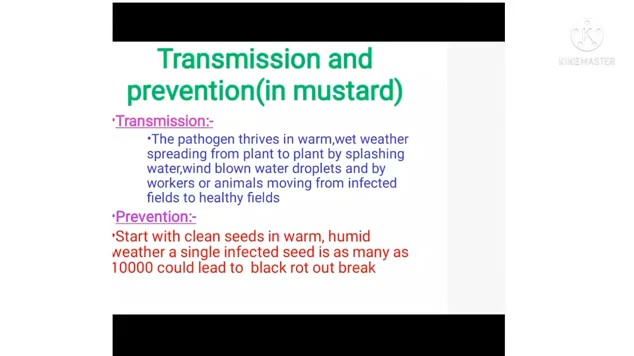 KINEMASTER
Transmission and
prevention(in mustard)
•Transmission:-
•The pathogen thrives in warm,wet weather
spreading from plant to plant by splashing
water,wind blown water droplets and by
workers or animals moving from infected
fields to healthy fields
•Prevention:-
•Start with clean seeds in warm, humid
weather a single infected seed is as many as
10000 could lead to  black rot out break